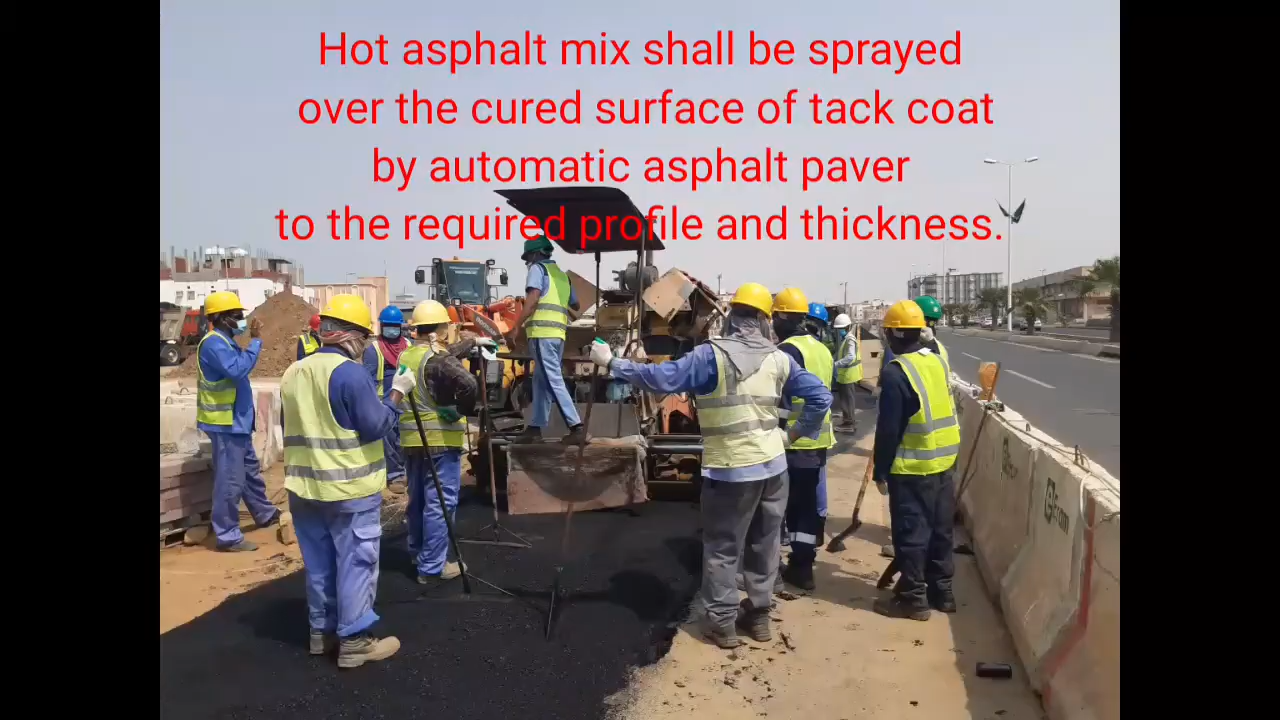 Hot asphalt mix shall be sprayed
over the cured surface of tack coat
by automatic asphalt paver
to the required profile and thickness.